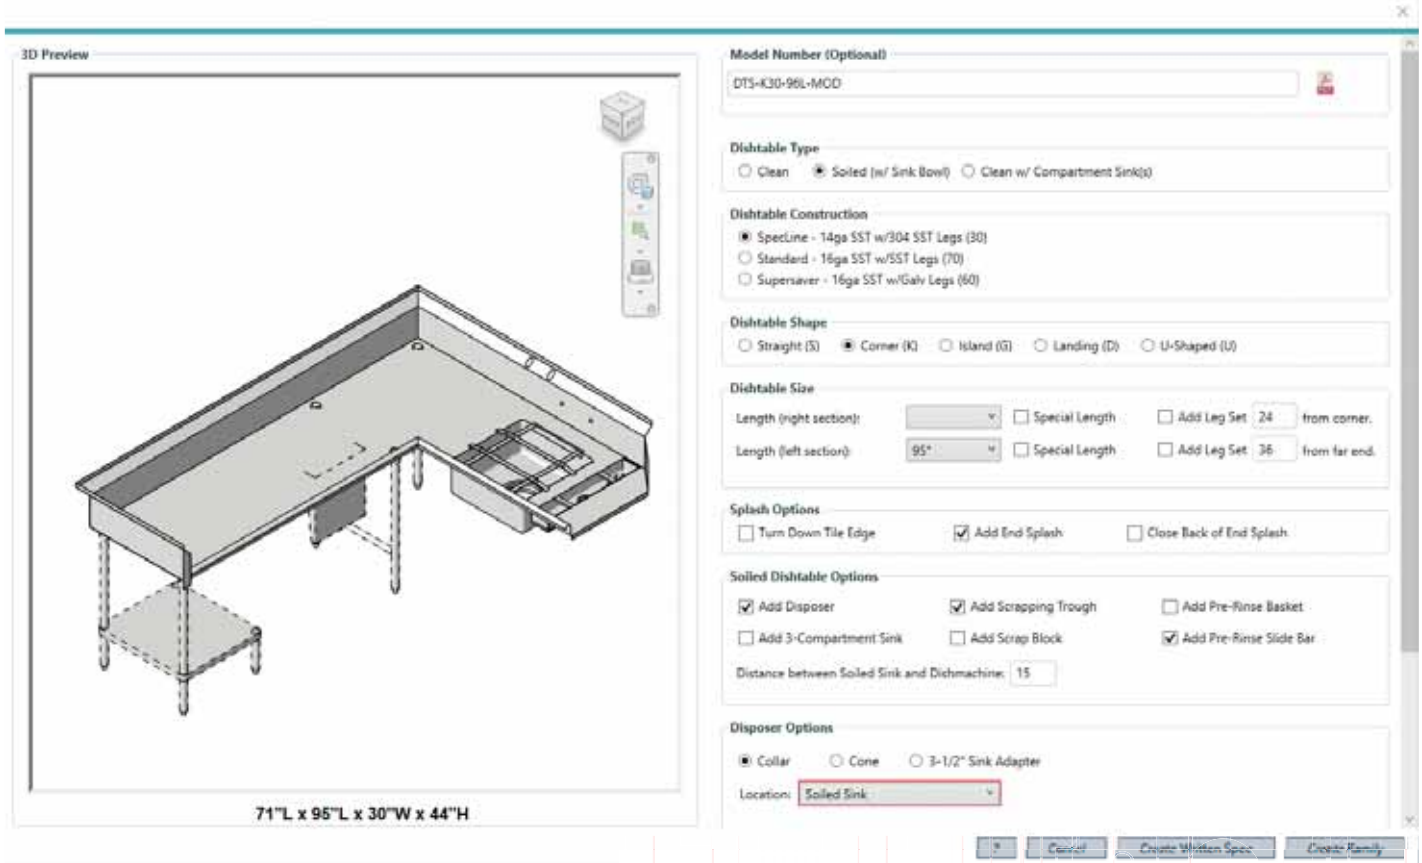 3D Preview
71"L x 95"L x 30"W x 44"H
Model Number (Optional)
DTS-K30-96L-MOD
Dishtable Type
Clean Soiled (w/ Sink Bowl) Clean w/ Compartment Sink(s)
Dishtable Construction
SpecLine - 14ga SST w/304 SST Legs (30)
Standard - 16ga SST w/SST Legs (70)
Supersaver - 16ga SST w/Galv Legs (60)
Dishtable Shape
Straight (S) Corner (K) Island (G) Landing (D) U-Shaped (U)
Dishtable Size
Length (right section): Special Length Add Leg Set 24 from corner.
Length (left section): 95" Special Length Add Leg Set 36 from far end.
Splash Options
Turn Down Tile Edge Add End Splash Close Back of End Splash
Soiled Dishtable Options
Add Disposer Add Scrapping Trough Add Pre-Rinse Basket
Add 3-Compartment Sink Add Scrap Block Add Pre-Rinse Slide Bar
Distance between Soiled Sink and Dishmachine: 15
Disposer Options
Collar Cone 3-1/2" Sink Adapter
Location: Soiled Sink
? Cancel Create Written Spec Create Family